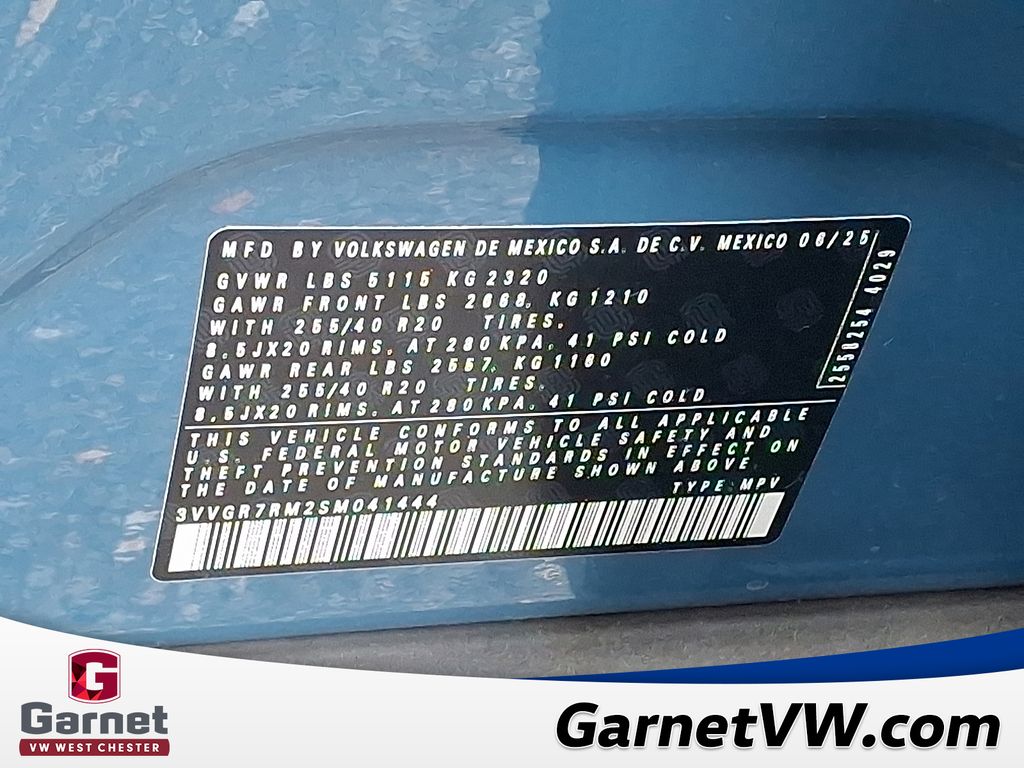 MFD BY VOLKSWAGEN DE MEXICO S.A. DE C.V. MEXICO 06/25
GVWR LBS 5115 KG 2320
GAWR FRONT LBS 2668. KG 1210
WITH 255/40 R20 TIRES.
8.5JX20 RIMS. AT 280 KPA. 41 PSI COLD
GAWR REAR LBS 2557. KG 1160
WITH 255/40 R20 TIRES.
8.5JX20 RIMS. AT 280 KPA. 41 PSI COLD
2558254 4029
THIS VEHICLE CONFORMS TO ALL APPLICABLE
U.S. FEDERAL MOTOR VEHICLE SAFETY AND
THEFT PREVENTION STANDARDS IN EFFECT ON
THE DATE OF MANUFACTURE SHOWN ABOVE
TYPE MPV
3VVGR7RM2SM041444
G
Garnet
VW WEST CHESTER
GarnetVW.com